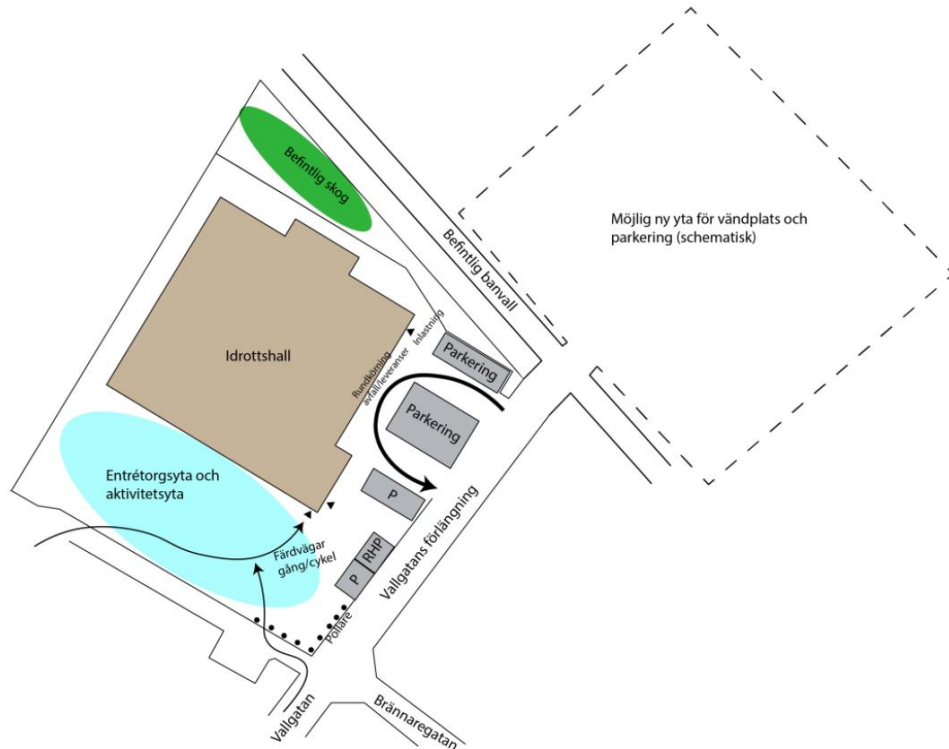 Befintlig skog
Möjlig ny yta för vändplats och
parkering (schematisk)
Befintlig banvall
Idrottshall
Inlastning
Rundkörning
avfall/leveranser
Parkering
Parkering
Entrétorgsyta och
aktivitetsyta
P
Färdvägar
gång/cykel
RHP
P
Vallgatans förlängning
Pollare
Vallgatan
Brännaregatan